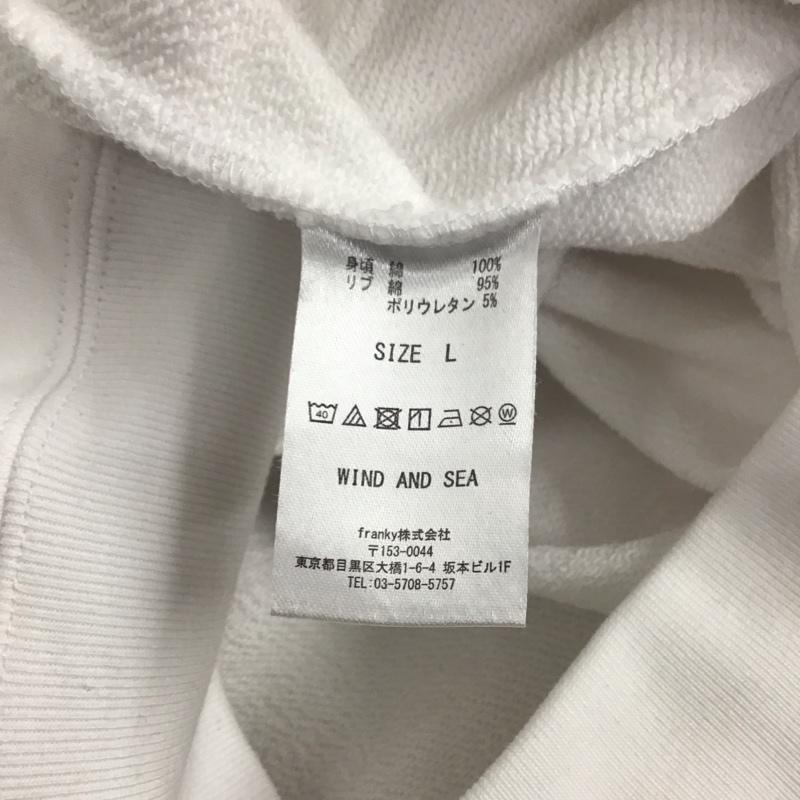 身頃 綿 100%
リブ 綿 95%
ポリウレタン 5%
SIZE L
40
W
WIND AND SEA
franky株式会社
〒153-0044
東京都目黒区大橋1-6-4 坂本ビル1F
TEL:03-5708-5757